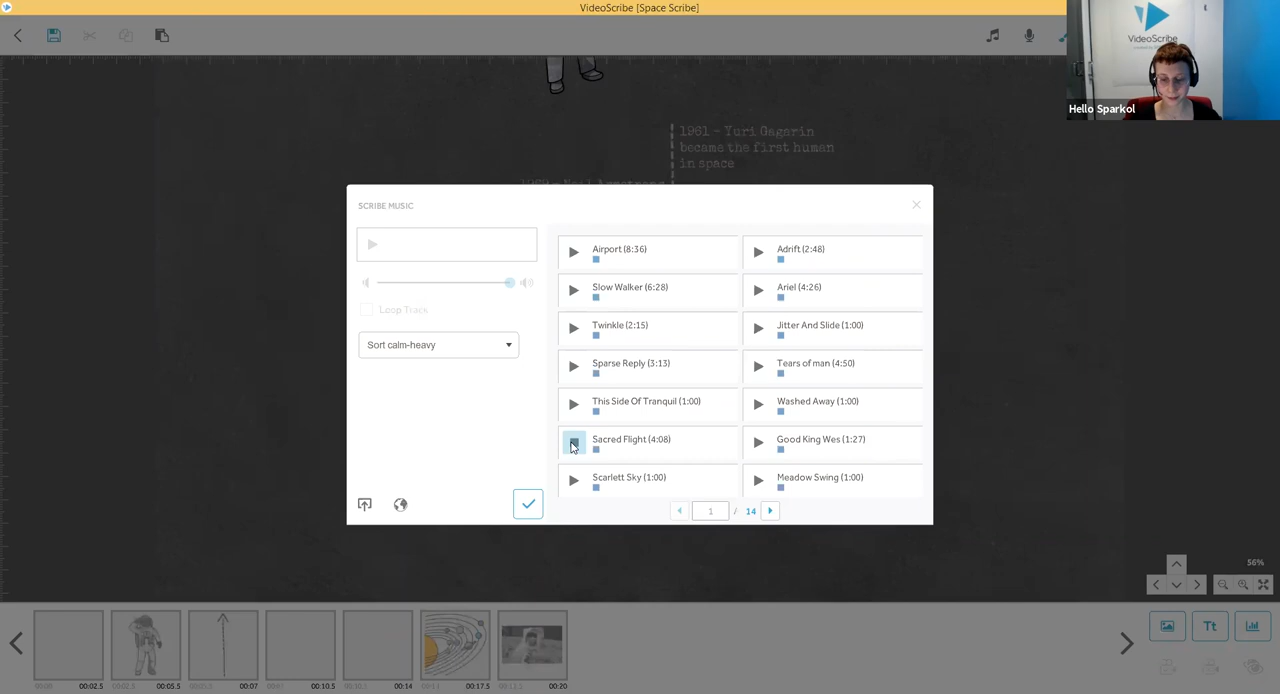 VideoScribe [Space Scribe]
VideoScribe
Hello Sparkol
1961 - Yuri Gagarin
became the first human
in space
SCRIBE MUSIC
Loop Track
Sort calm-heavy
Airport (8:36)
Adrift (2:48)
Slow Walker (6:28)
Ariel (4:26)
Twinkle (2:15)
Jitter And Slide (1:00)
Sparse Reply (3:13)
Tears of man (4:50)
This Side Of Tranquil (1:00)
Washed Away (1:00)
Sacred Flight (4:08)
Good King Wes (1:27)
Scarlett Sky (1:00)
Meadow Swing (1:00)
1 / 14
56%
Tt
00:02.5
00:05.5
00:07
00:10.5
00:14
00:17.5
00:20